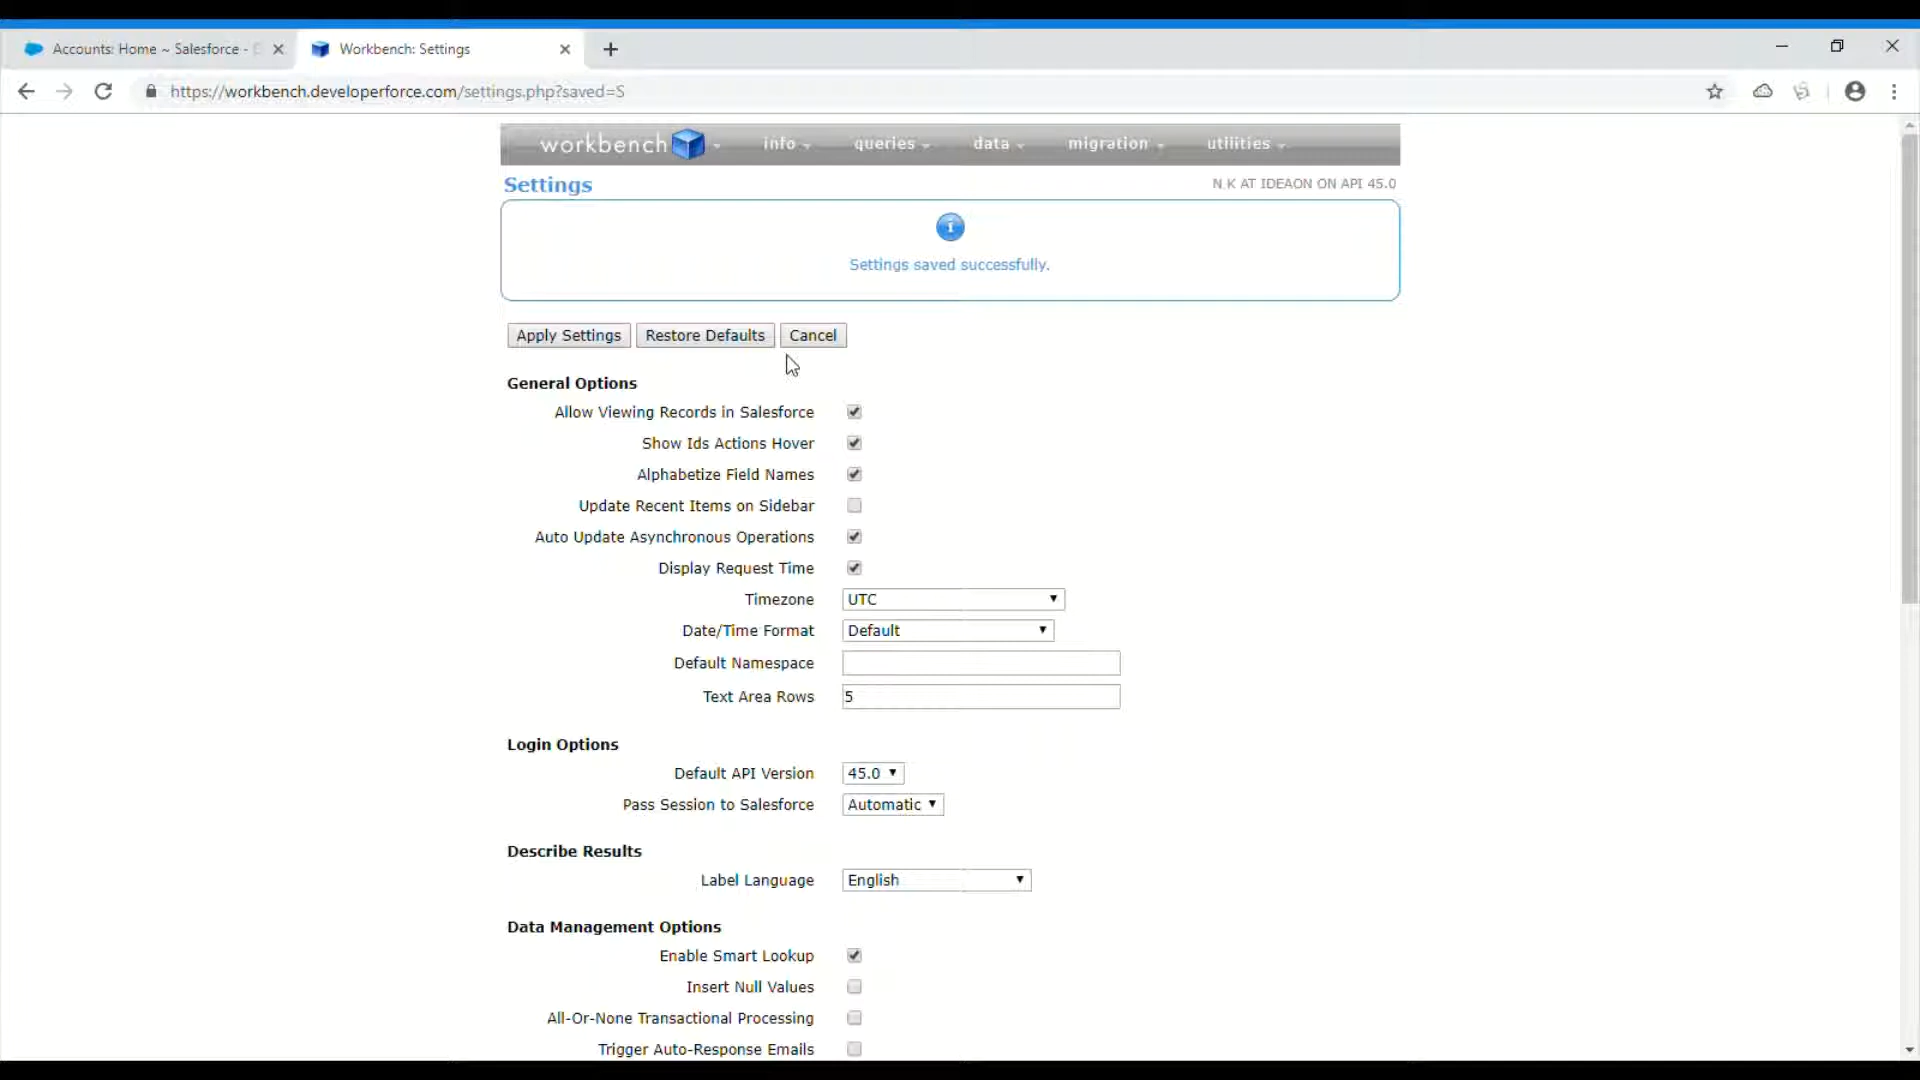 Accounts: Home ~ Salesforce -
Workbench: Settings
https://workbench.developerforce.com/settings.php?saved=S
workbench info queries data migration utilities
Settings
N K AT IDEAON ON API 45.0
Settings saved successfully.
Apply Settings Restore Defaults Cancel
General Options
Allow Viewing Records in Salesforce
Show Ids Actions Hover
Alphabetize Field Names
Update Recent Items on Sidebar
Auto Update Asynchronous Operations
Display Request Time
Timezone UTC
Date/Time Format Default
Default Namespace
Text Area Rows 5
Login Options
Default API Version 45.0
Pass Session to Salesforce Automatic
Describe Results
Label Language English
Data Management Options
Enable Smart Lookup
Insert Null Values
All-Or-None Transactional Processing
Trigger Auto-Response Emails